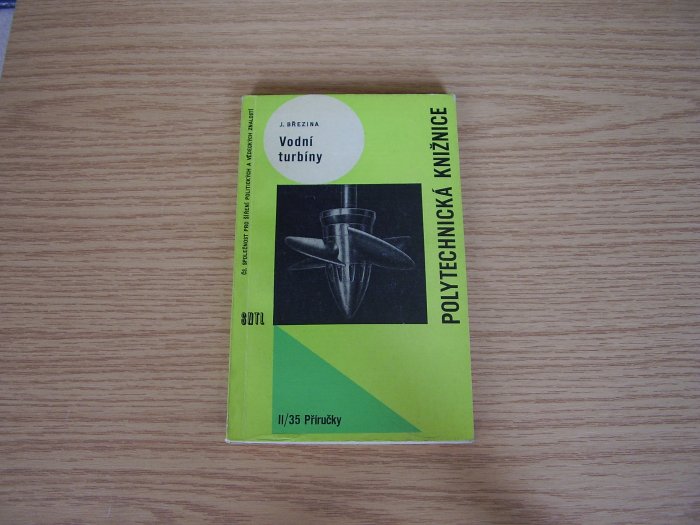 J. BŘEZINA
Vodní
turbíny
ČS. SPOLEČNOST PRO ŠÍŘENÍ POLITICKÝCH A VĚDECKÝCH ZNALOSTÍ
POLYTECHNICKÁ KNIŽNICE
SNTL
II/35 Příručky